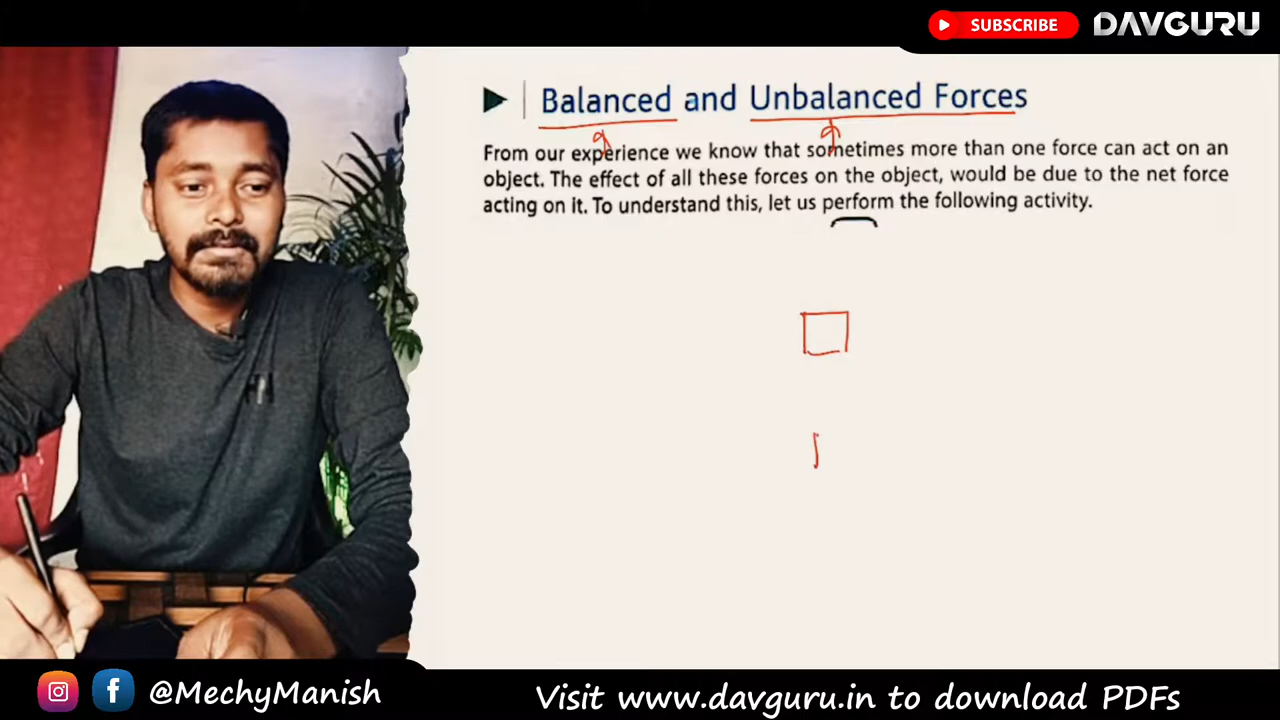 SUBSCRIBE
DAVGURU
Balanced and Unbalanced Forces
From our experience we know that sometimes more than one force can act on an
object. The effect of all these forces on the object, would be due to the net force
acting on it. To understand this, let us perform the following activity.
@MechyManish
Visit www.davguru.in to download PDFs